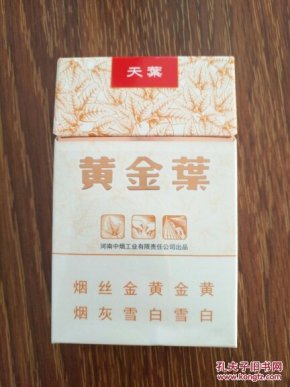 天葉
黄金葉
河南中烟工业有限责任公司出品
烟丝金黄金黄
烟灰雪白雪白
孔夫子旧书网